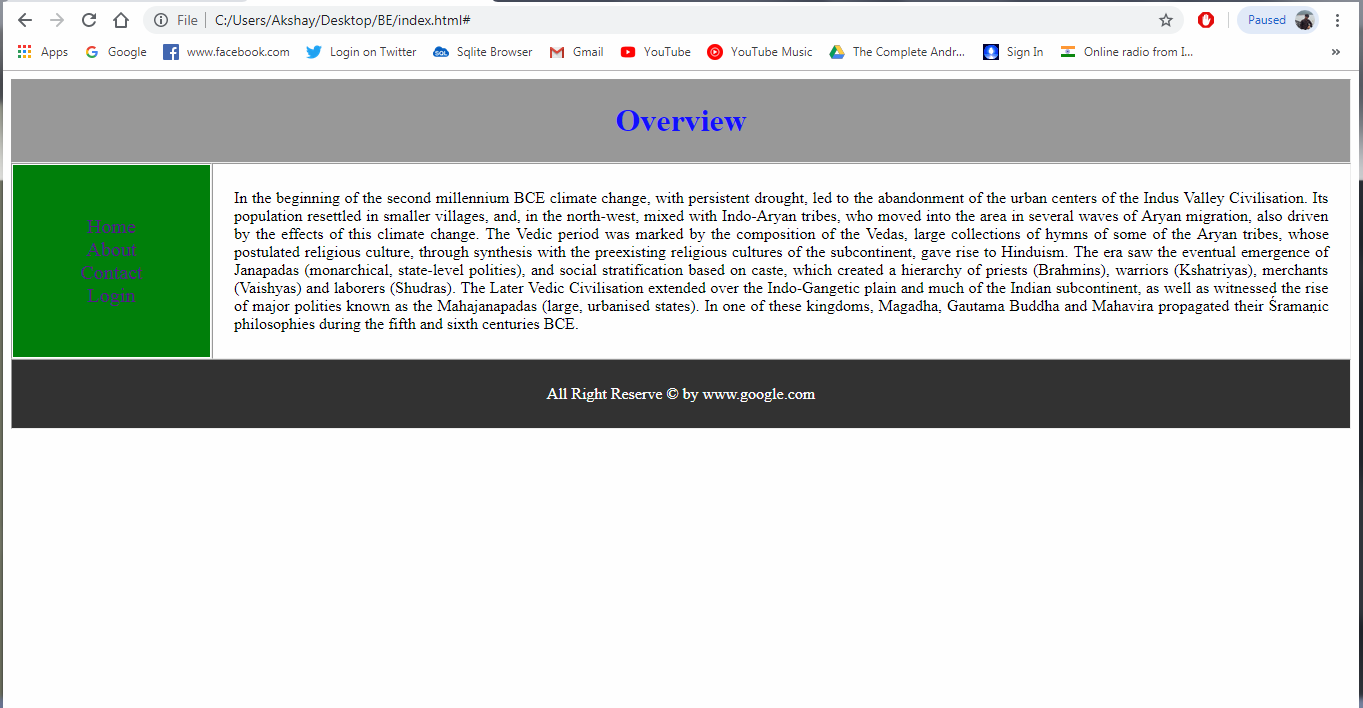 File C:/Users/Akshay/Desktop/BE/index.html# Paused
Apps Google www.facebook.com Login on Twitter SQL Sqlite Browser Gmail YouTube YouTube Music The Complete Andr... Sign In Online radio from I... »
Overview
Home
About
Contact
Login
In the beginning of the second millennium BCE climate change, with persistent drought, led to the abandonment of the urban centers of the Indus Valley Civilisation. Its
population resettled in smaller villages, and, in the north-west, mixed with Indo-Aryan tribes, who moved into the area in several waves of Aryan migration, also driven
by the effects of this climate change. The Vedic period was marked by the composition of the Vedas, large collections of hymns of some of the Aryan tribes, whose
postulated religious culture, through synthesis with the preexisting religious cultures of the subcontinent, gave rise to Hinduism. The era saw the eventual emergence of
Janapadas (monarchical, state-level polities), and social stratification based on caste, which created a hierarchy of priests (Brahmins), warriors (Kshatriyas), merchants
(Vaishyas) and laborers (Shudras). The Later Vedic Civilisation extended over the Indo-Gangetic plain and much of the Indian subcontinent, as well as witnessed the rise
of major polities known as the Mahajanapadas (large, urbanised states). In one of these kingdoms, Magadha, Gautama Buddha and Mahavira propagated their Śramaṇic
philosophies during the fifth and sixth centuries BCE.
All Right Reserve © by www.google.com